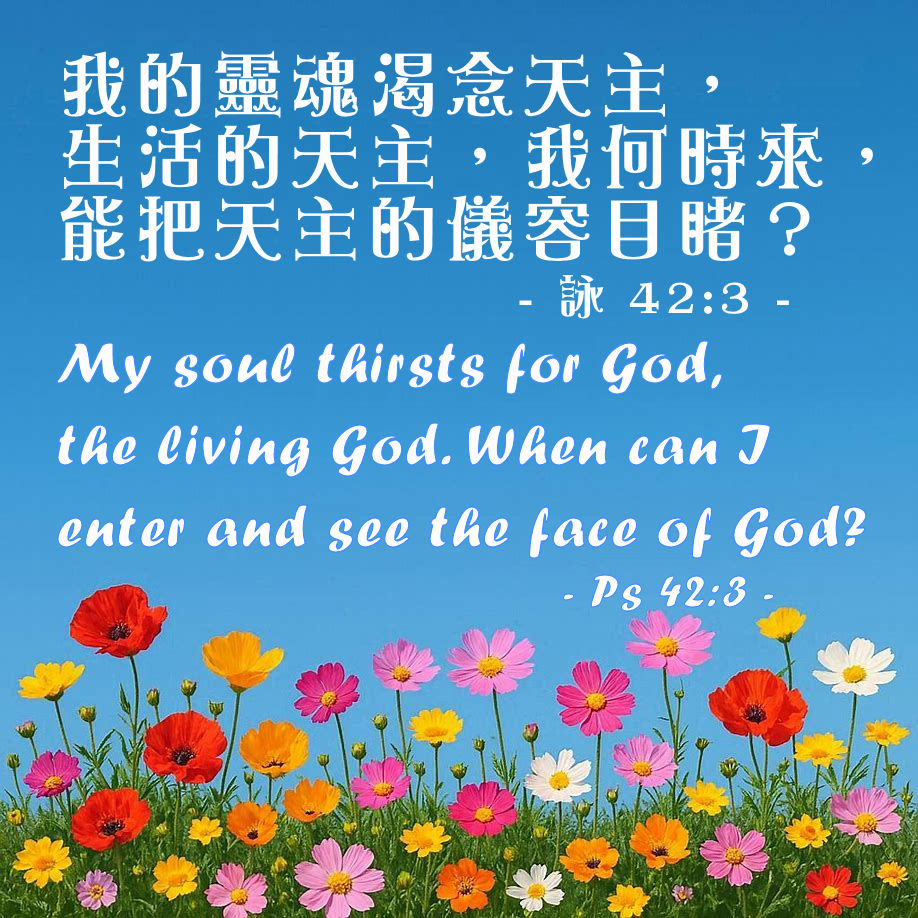 我的靈魂渴念天主，
生活的天主，我何時來，
能把天主的儀容目睹？
- 詠 42:3 -
My soul thirsts for God,
the living God. When can I
enter and see the face of God?
- Ps 42:3 -